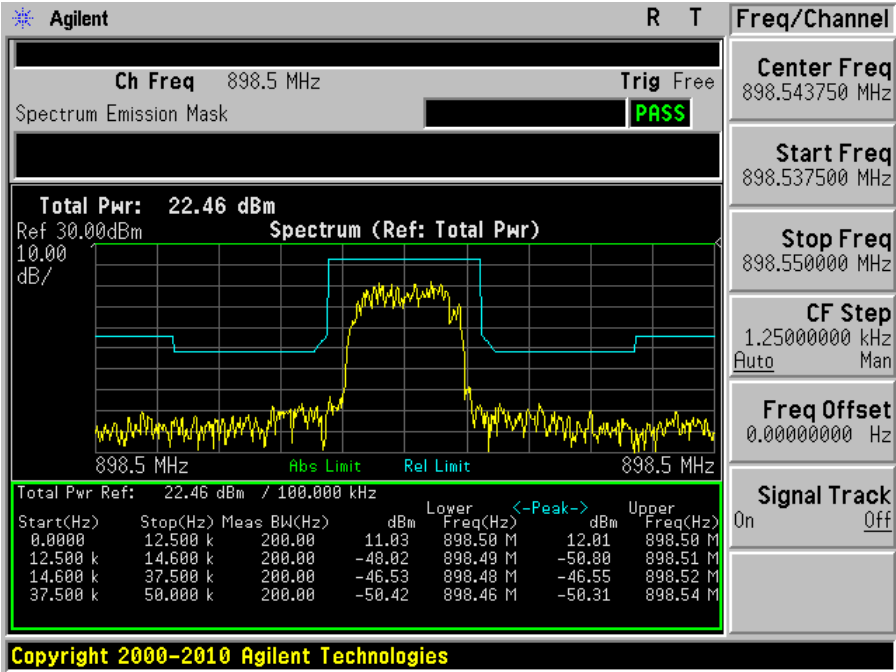 Agilent R T Freq/Channel
Ch Freq 898.5 MHz Trig Free
Spectrum Emission Mask PASS
Center Freq
898.543750 MHz
Start Freq
898.537500 MHz
Stop Freq
898.550000 MHz
CF Step
1.25000000 kHz
Auto Man
Freq Offset
0.00000000 Hz
Signal Track
On Off
Total Pwr: 22.46 dBm
Ref 30.00dBm Spectrum (Ref: Total Pwr)
10.00
dB/
898.5 MHz Abs Limit Rel Limit 898.5 MHz
Total Pwr Ref: 22.46 dBm / 100.000 kHz
Lower <-Peak-> Upper
Start(Hz) Stop(Hz) Meas BW(Hz) dBm Freq(Hz) dBm Freq(Hz)
0.0000 12.500 k 200.00 11.03 898.50 M 12.01 898.50 M
12.500 k 14.600 k 200.00 -48.02 898.49 M -50.80 898.51 M
14.600 k 37.500 k 200.00 -46.53 898.48 M -46.55 898.52 M
37.500 k 50.000 k 200.00 -50.42 898.46 M -50.31 898.54 M
Copyright 2000-2010 Agilent Technologies